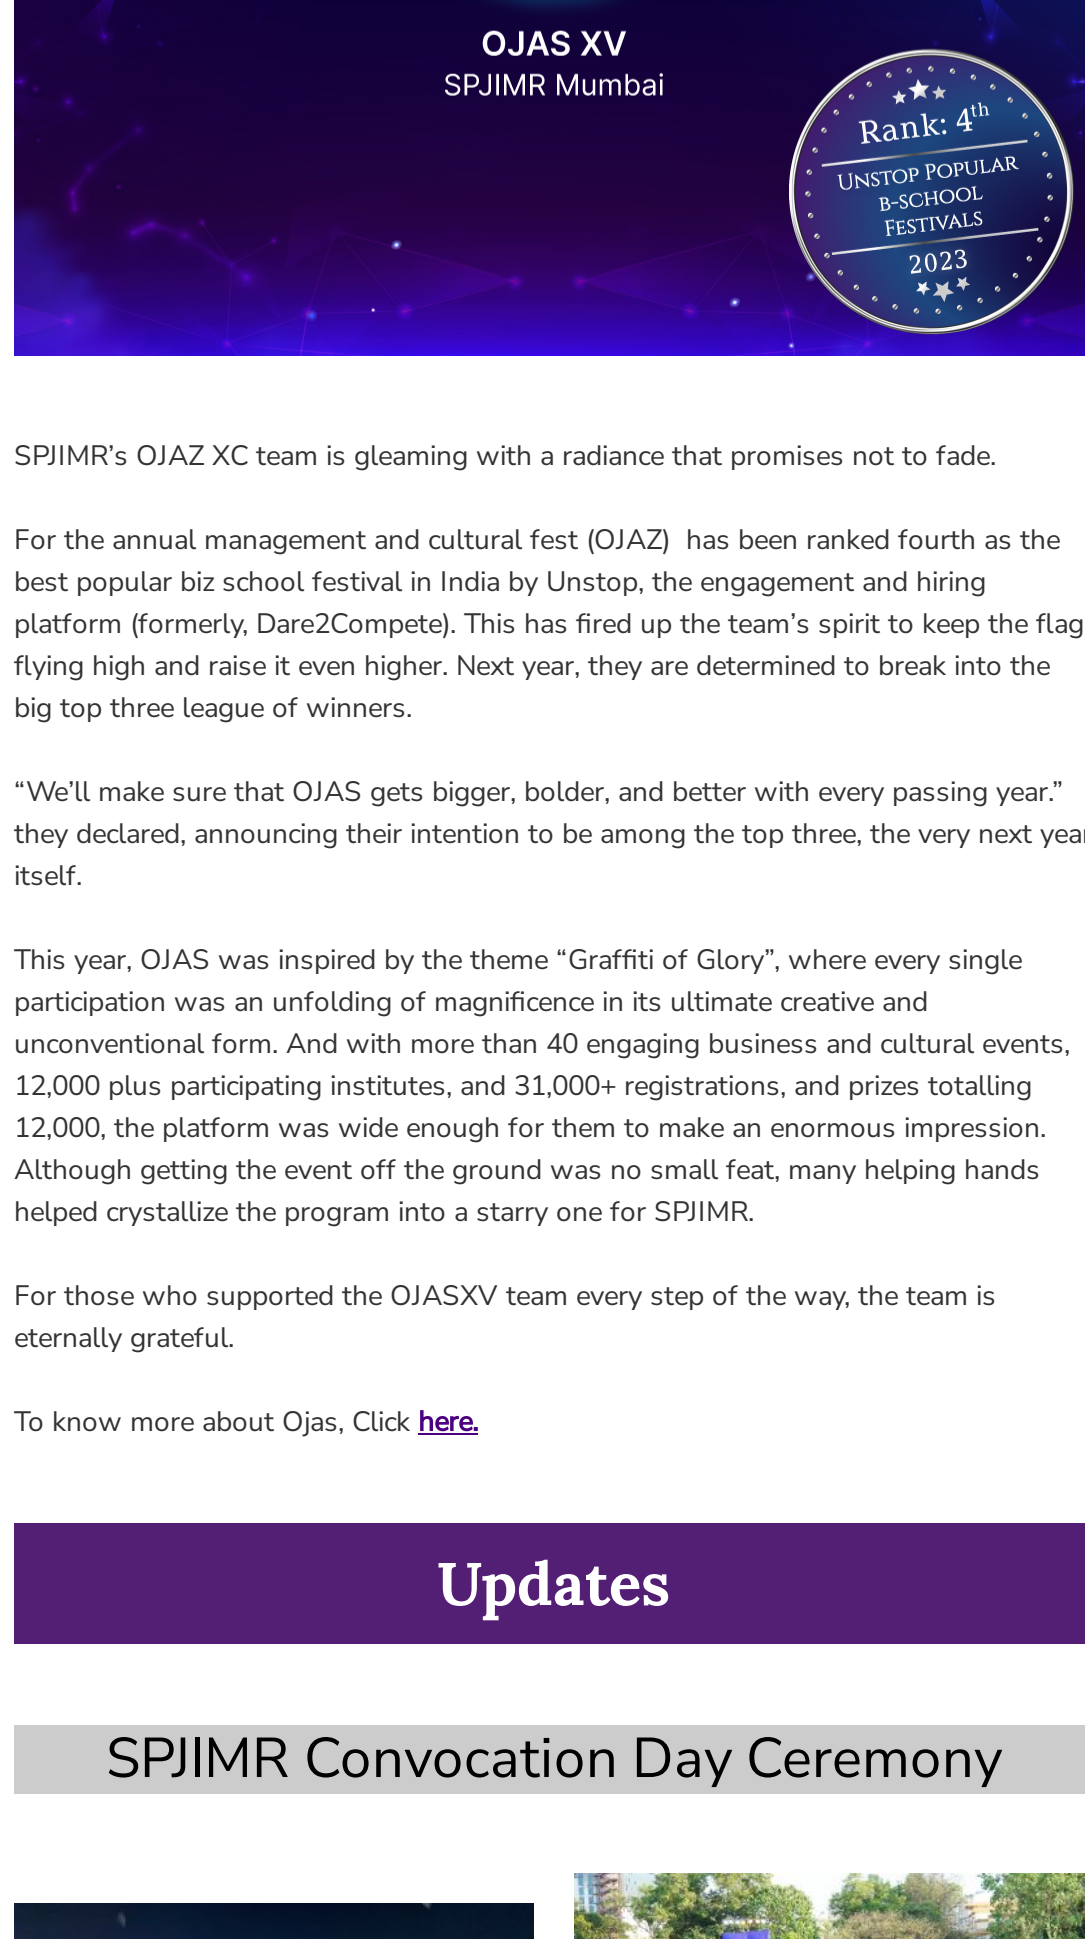 OJAS XV
SPJIMR Mumbai
Rank: 4th
Unstop Popular
b-school
Festivals
2023
SPJIMR’s OJAZ XC team is gleaming with a radiance that promises not to fade.
For the annual management and cultural fest (OJAZ)  has been ranked fourth as the
best popular biz school festival in India by Unstop, the engagement and hiring
platform (formerly, Dare2Compete). This has fired up the team’s spirit to keep the flag
flying high and raise it even higher. Next year, they are determined to break into the
big top three league of winners.
“We’ll make sure that OJAS gets bigger, bolder, and better with every passing year.”
they declared, announcing their intention to be among the top three, the very next year
itself.
This year, OJAS was inspired by the theme “Graffiti of Glory”, where every single
participation was an unfolding of magnificence in its ultimate creative and
unconventional form. And with more than 40 engaging business and cultural events,
12,000 plus participating institutes, and 31,000+ registrations, and prizes totalling
12,000, the platform was wide enough for them to make an enormous impression.
Although getting the event off the ground was no small feat, many helping hands
helped crystallize the program into a starry one for SPJIMR.
For those who supported the OJASXV team every step of the way, the team is
eternally grateful.
To know more about Ojas, Click here.
Updates
SPJIMR Convocation Day Ceremony